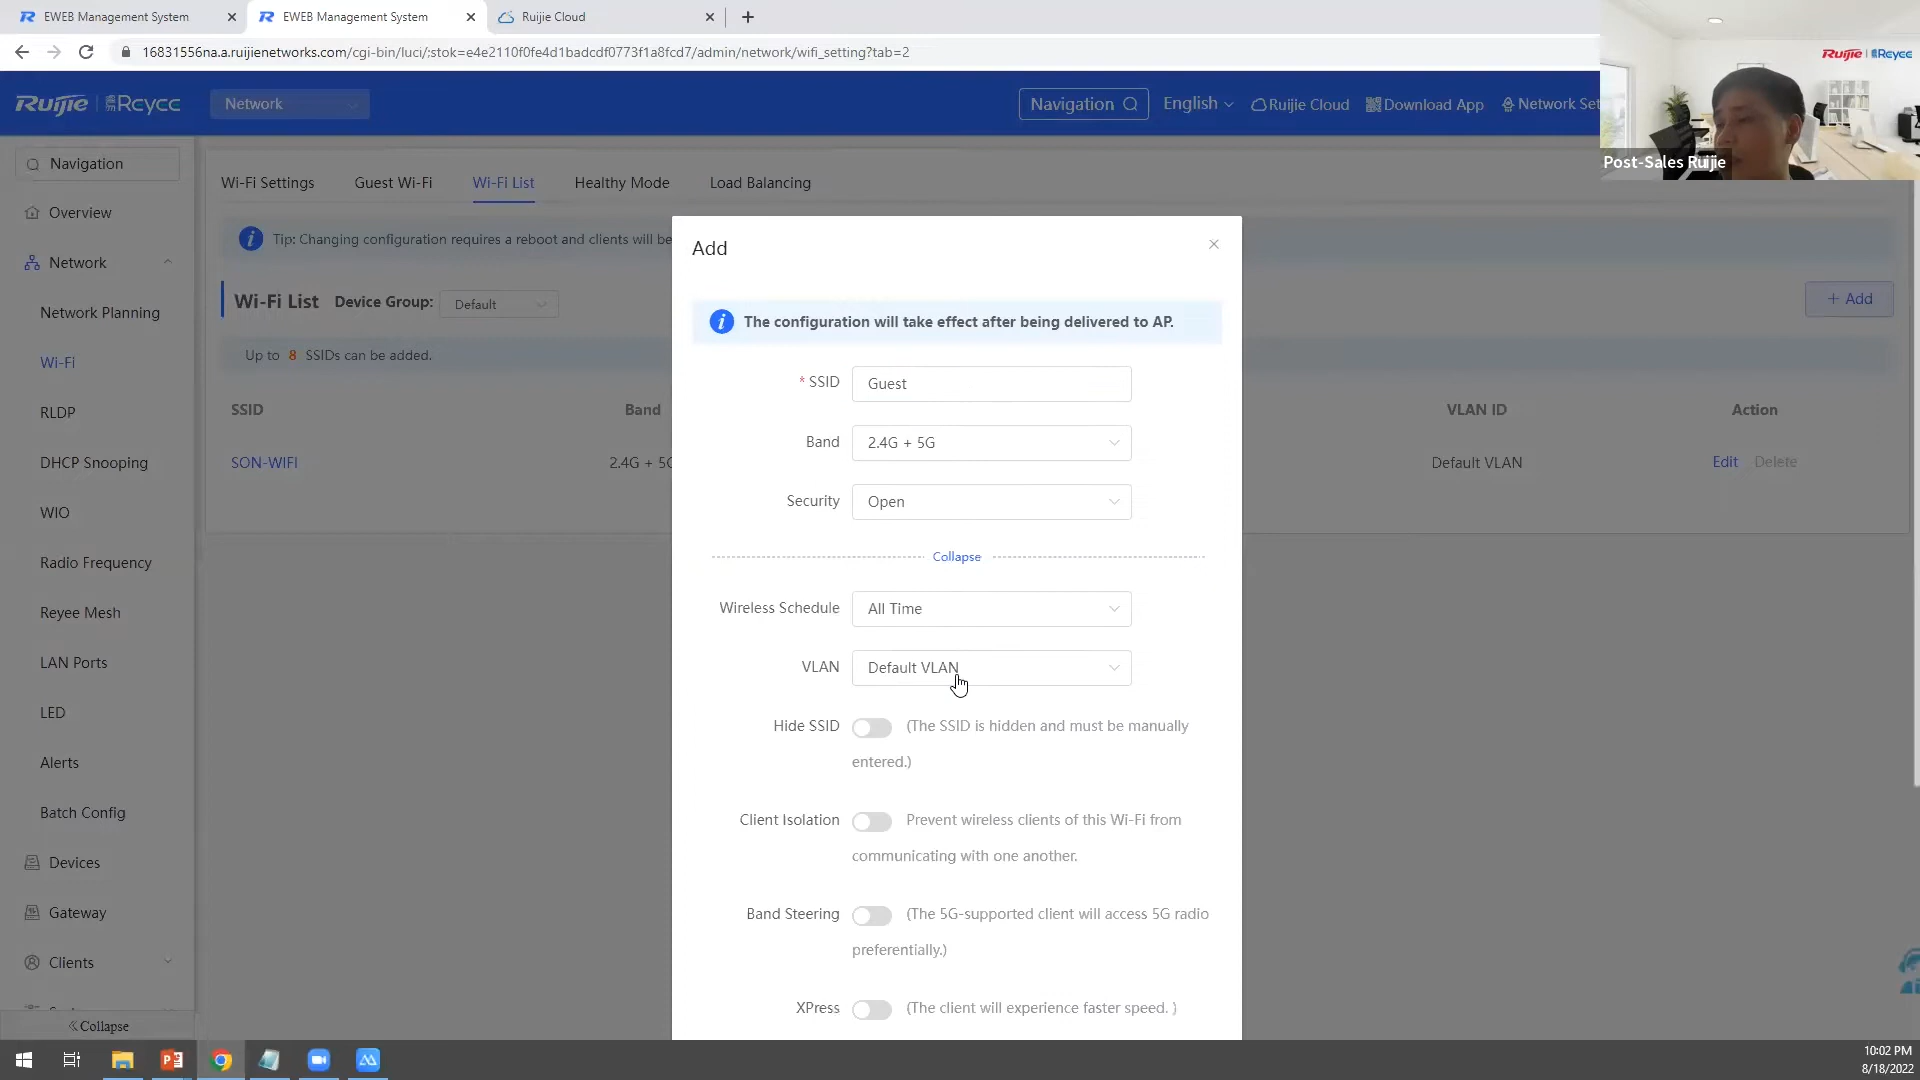 EWEB Management System
EWEB Management System
Ruijie Cloud
16831556na.a.ruijienetworks.com/cgi-bin/luci/;stok=e4e2110f0fe4d1badcdf0773f1a8fcd7/admin/network/wifi_setting?tab=2
Ruijie | Reyee
Network
Navigation
English
Ruijie Cloud
Download App
Network Set
Ruijie | Reyee
Post-Sales Ruijie
Navigation
Overview
Network
Network Planning
Wi-Fi
RLDP
DHCP Snooping
WIO
Radio Frequency
Reyee Mesh
LAN Ports
LED
Alerts
Batch Config
Devices
Gateway
Clients
Collapse
Wi-Fi Settings
Guest Wi-Fi
Wi-Fi List
Healthy Mode
Load Balancing
Tip: Changing configuration requires a reboot and clients will be
Wi-Fi List
Device Group:
Default
+ Add
Up to 8 SSIDs can be added.
SSID
Band
VLAN ID
Action
SON-WIFI
2.4G + 5G
Default VLAN
Edit
Delete
Add
The configuration will take effect after being delivered to AP.
* SSID
Guest
Band
2.4G + 5G
Security
Open
Collapse
Wireless Schedule
All Time
VLAN
Default VLAN
Hide SSID
(The SSID is hidden and must be manually
entered.)
Client Isolation
Prevent wireless clients of this Wi-Fi from
communicating with one another.
Band Steering
(The 5G-supported client will access 5G radio
preferentially.)
XPress
(The client will experience faster speed. )
10:02 PM
8/18/2022